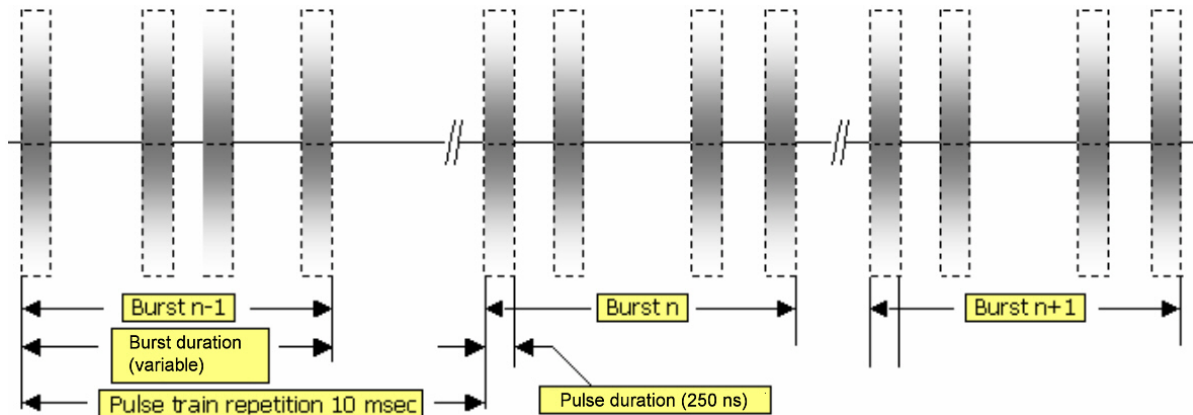 Burst n-1
Burst n
Burst n+1
Burst duration
(variable)
Pulse train repetition 10 msec
Pulse duration (250 ns)